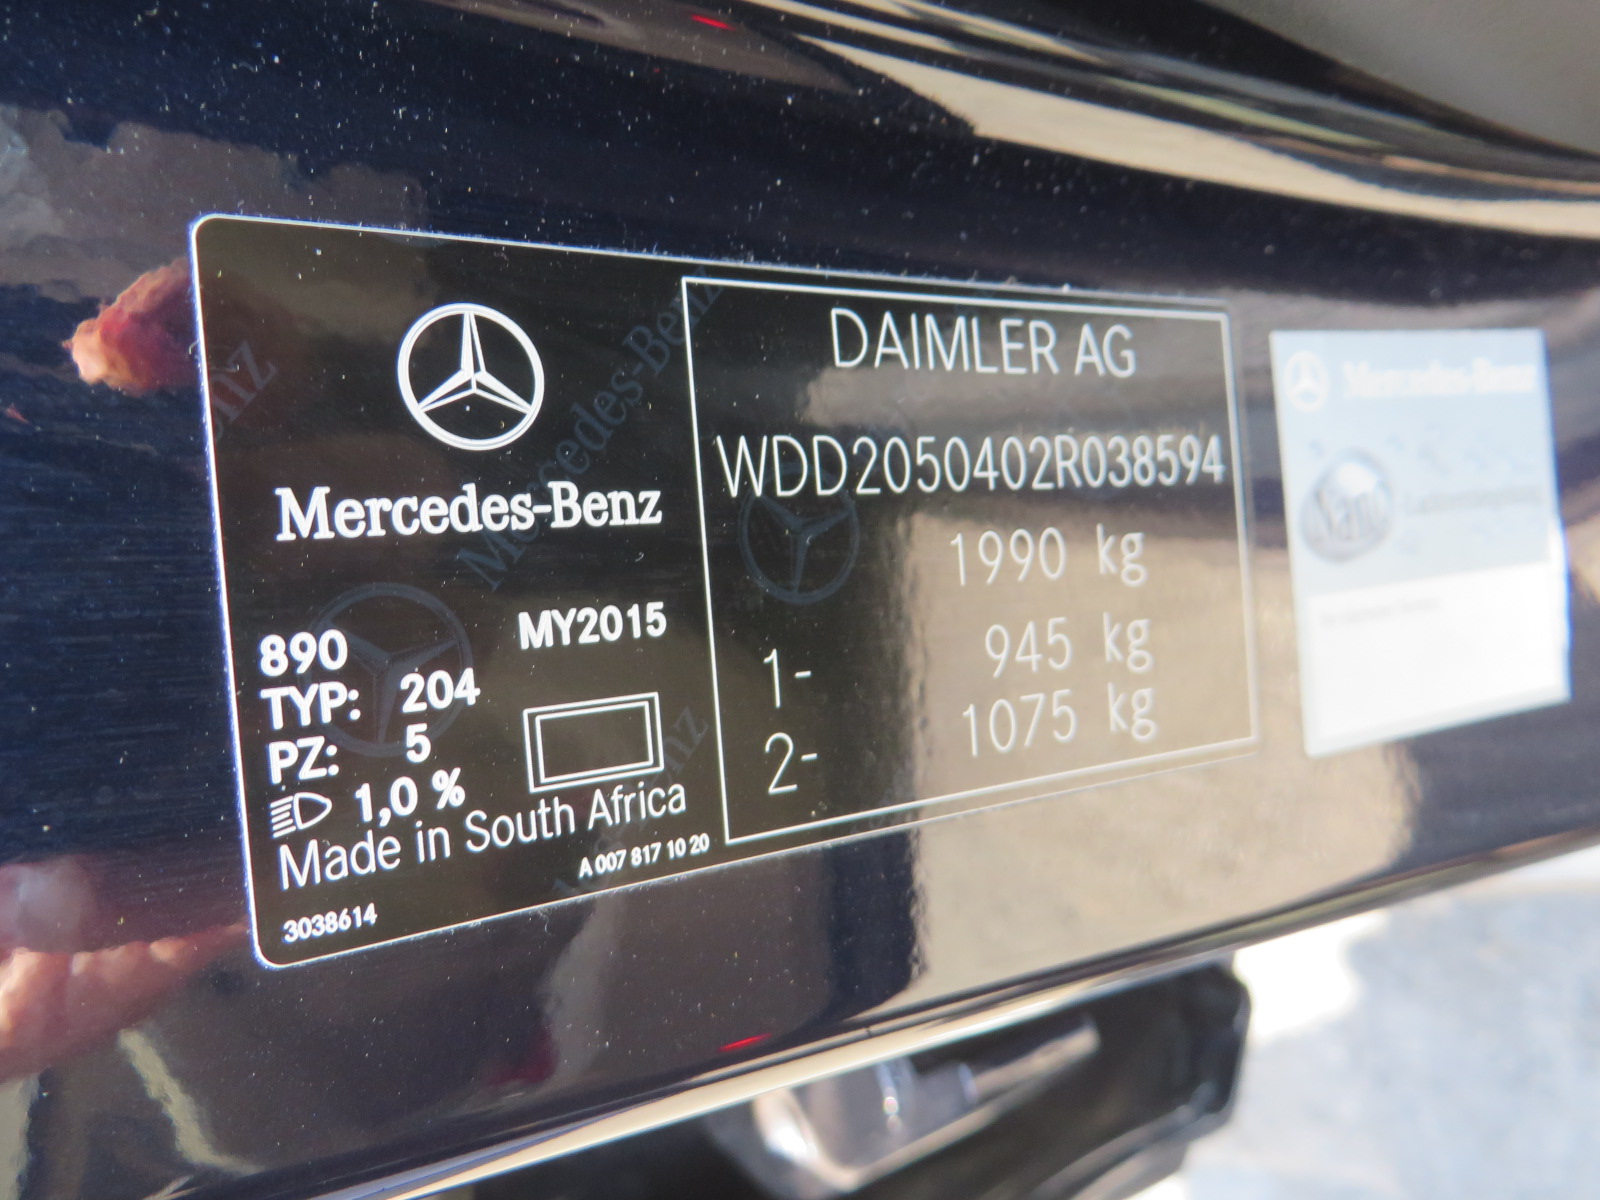 Mercedes-Benz
890
MY2015
TYP: 204
PZ: 5
1,0 %
Made in South Africa
A 007 817 10 20
3038614
DAIMLER AG
WDD2050402R038594
1990 kg
1- 945 kg
2- 1075 kg
Mercedes-Benz
Nano